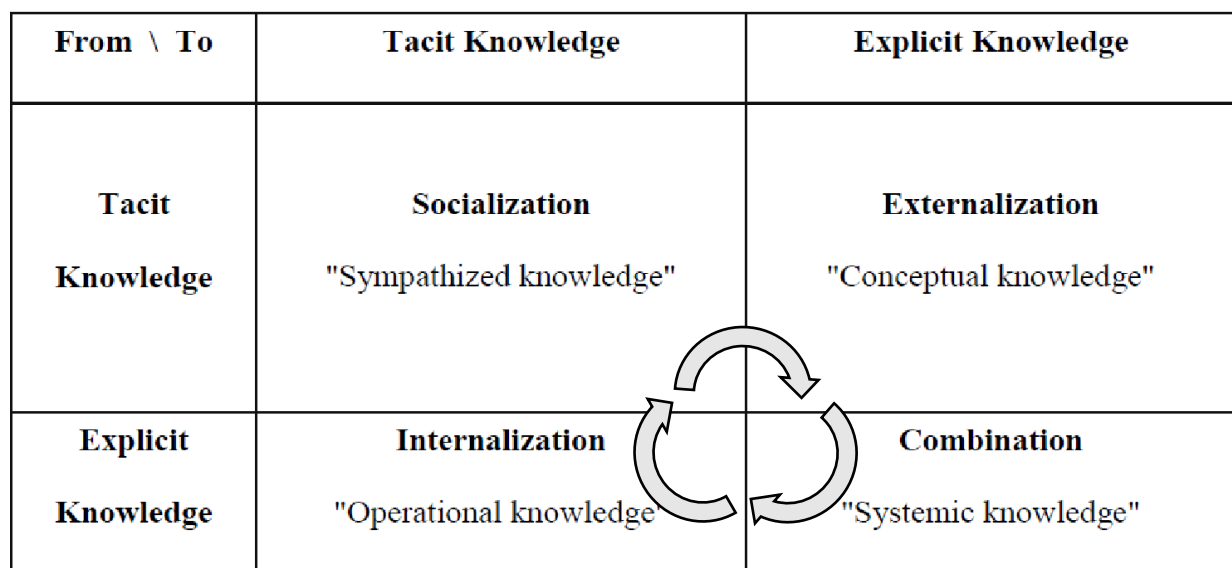 From \ To
Tacit Knowledge
Explicit Knowledge
Tacit
Knowledge
Socialization
"Sympathized knowledge"
Externalization
"Conceptual knowledge"
Explicit
Knowledge
Internalization
"Operational knowledge"
Combination
"Systemic knowledge"